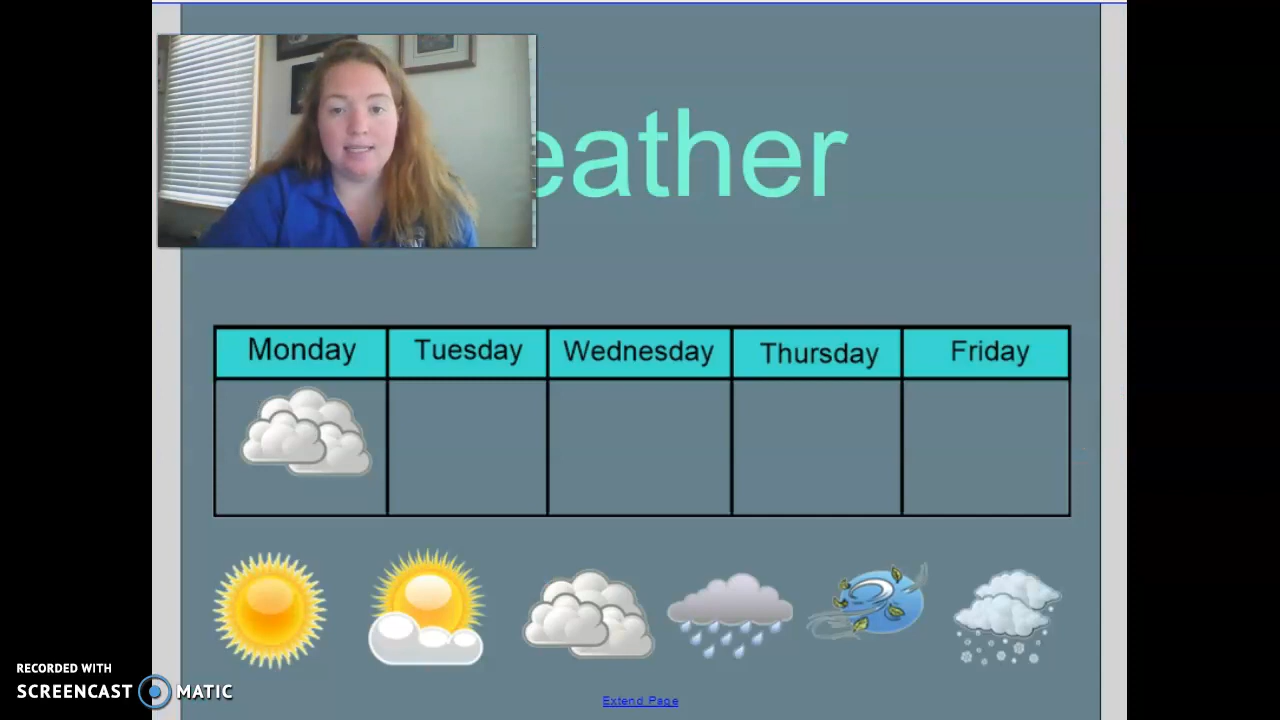 eather
Monday Tuesday Wednesday Thursday Friday
RECORDED WITH
SCREENCAST MATIC
Extend Page